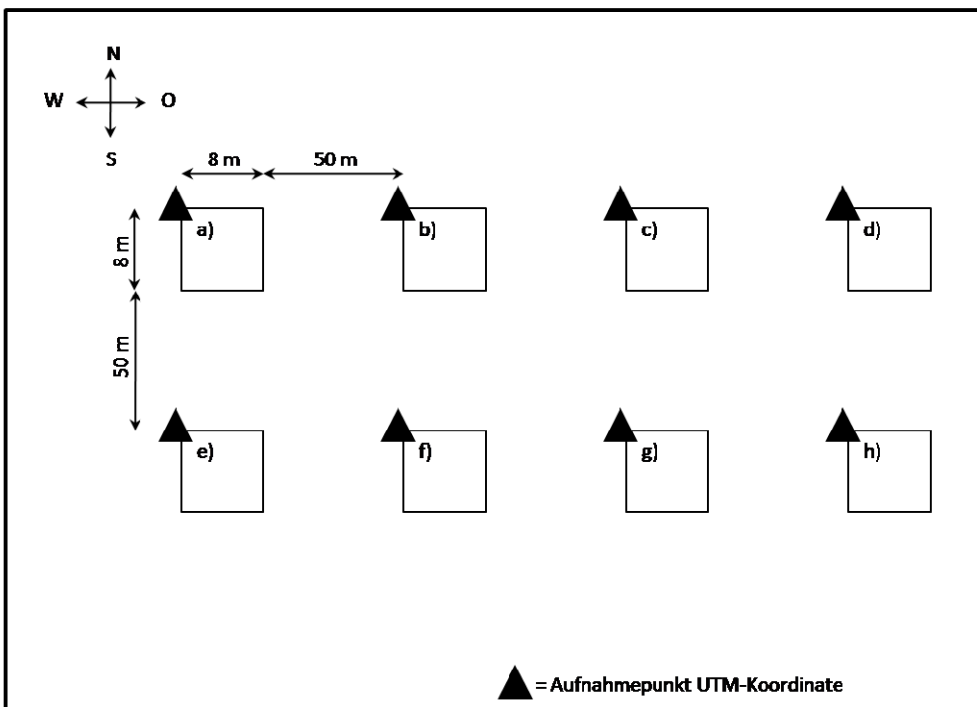 N
W O
S
8 m 50 m
a) b) c) d)
8 m
50 m
e) f) g) h)
= Aufnahmepunkt UTM-Koordinate